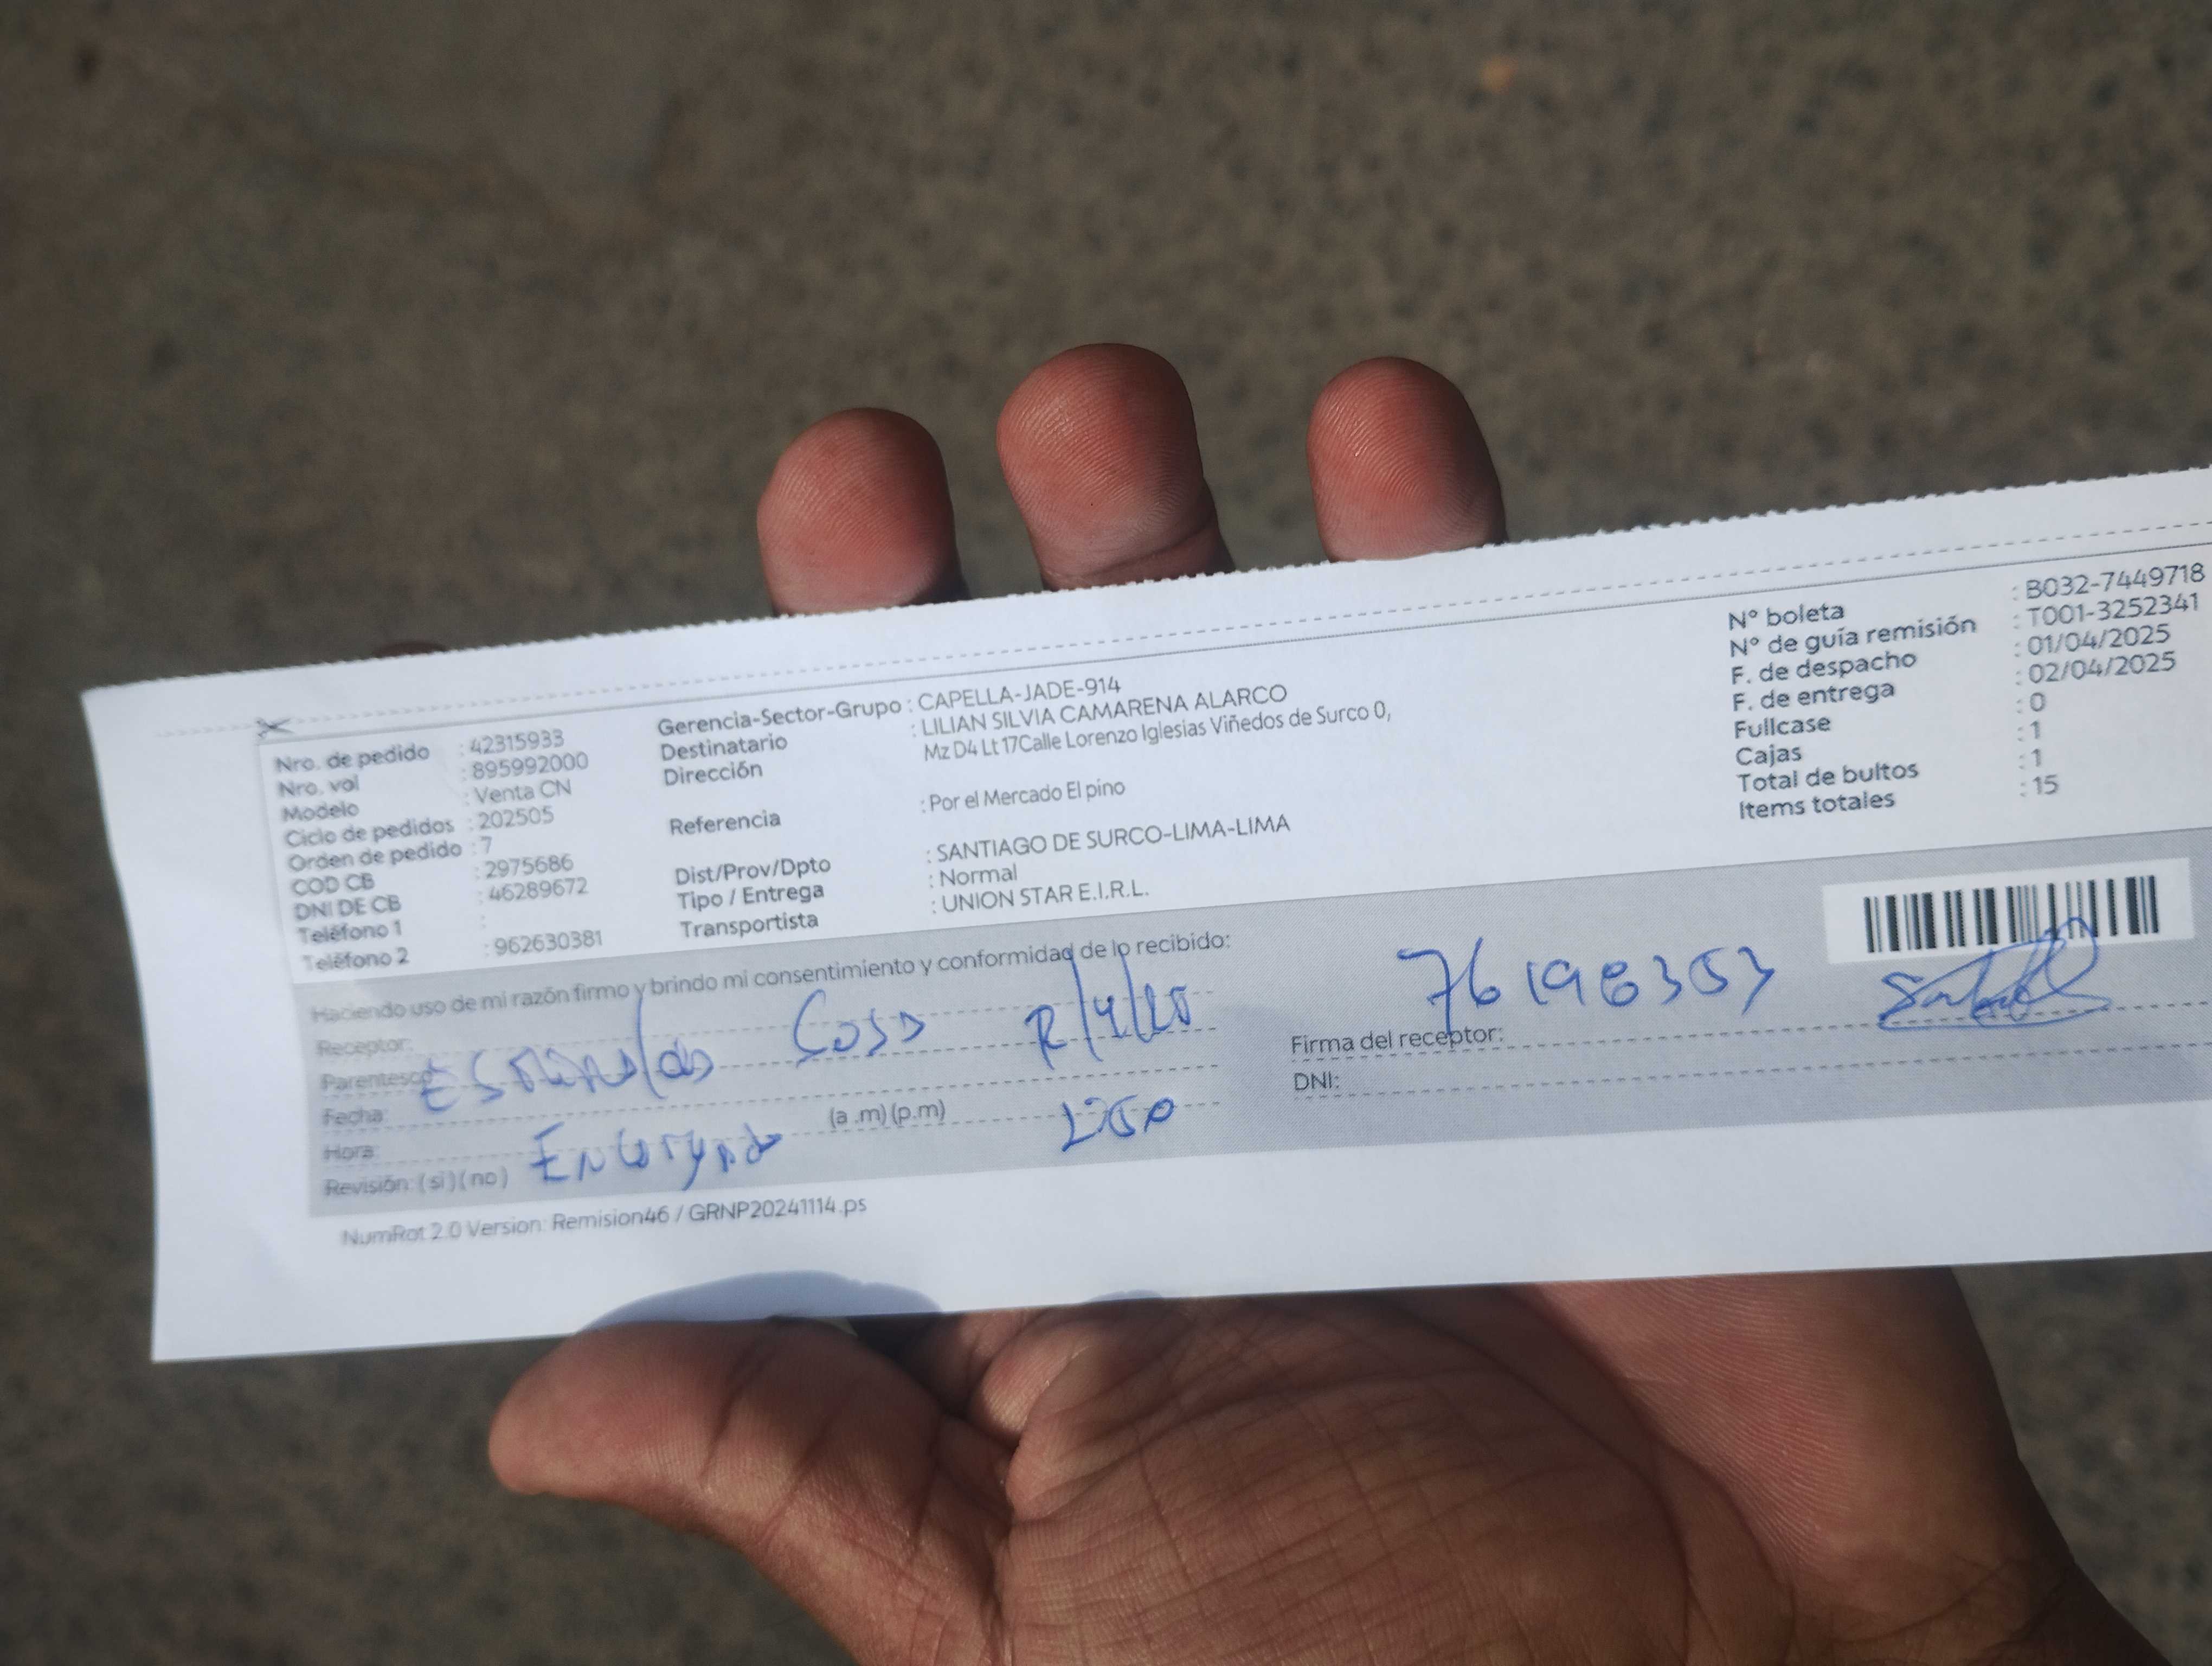 Nro. de pedido : 42315933
Nro. vol : 895992000
Modelo : Venta CN
Ciclo de pedidos : 202505
Orden de pedido : 7
COD CB : 2975686
DNI DE CB : 46289672
Teléfono 1 :
Teléfono 2 : 962630381
Gerencia-Sector-Grupo : CAPELLA-JADE-914
Destinatario : LILIAN SILVIA CAMARENA ALARCO
Dirección Mz D4 Lt 17Calle Lorenzo Iglesias Viñedos de Surco 0,
Referencia : Por el Mercado El pino
Dist/Prov/Dpto : SANTIAGO DE SURCO-LIMA-LIMA
Tipo / Entrega : Normal
Transportista : UNION STAR E.I.R.L.
N° boleta : B032-7449718
N° de guía remisión : T001-3252341
F. de despacho : 01/04/2025
F. de entrega : 02/04/2025
Fullcase : 0
Cajas : 1
Total de bultos : 1
Items totales : 15
Haciendo uso de mi razón firmo y brindo mi consentimiento y conformidad de lo recibido:
Receptor:
Parentesco:
Fecha:
Hora: (a .m) (p.m)
Revisión: ( si ) ( no )
Encargado
Firma del receptor:
DNI:
NumRot 2.0 Version: Remision46 / GRNP20241114.ps